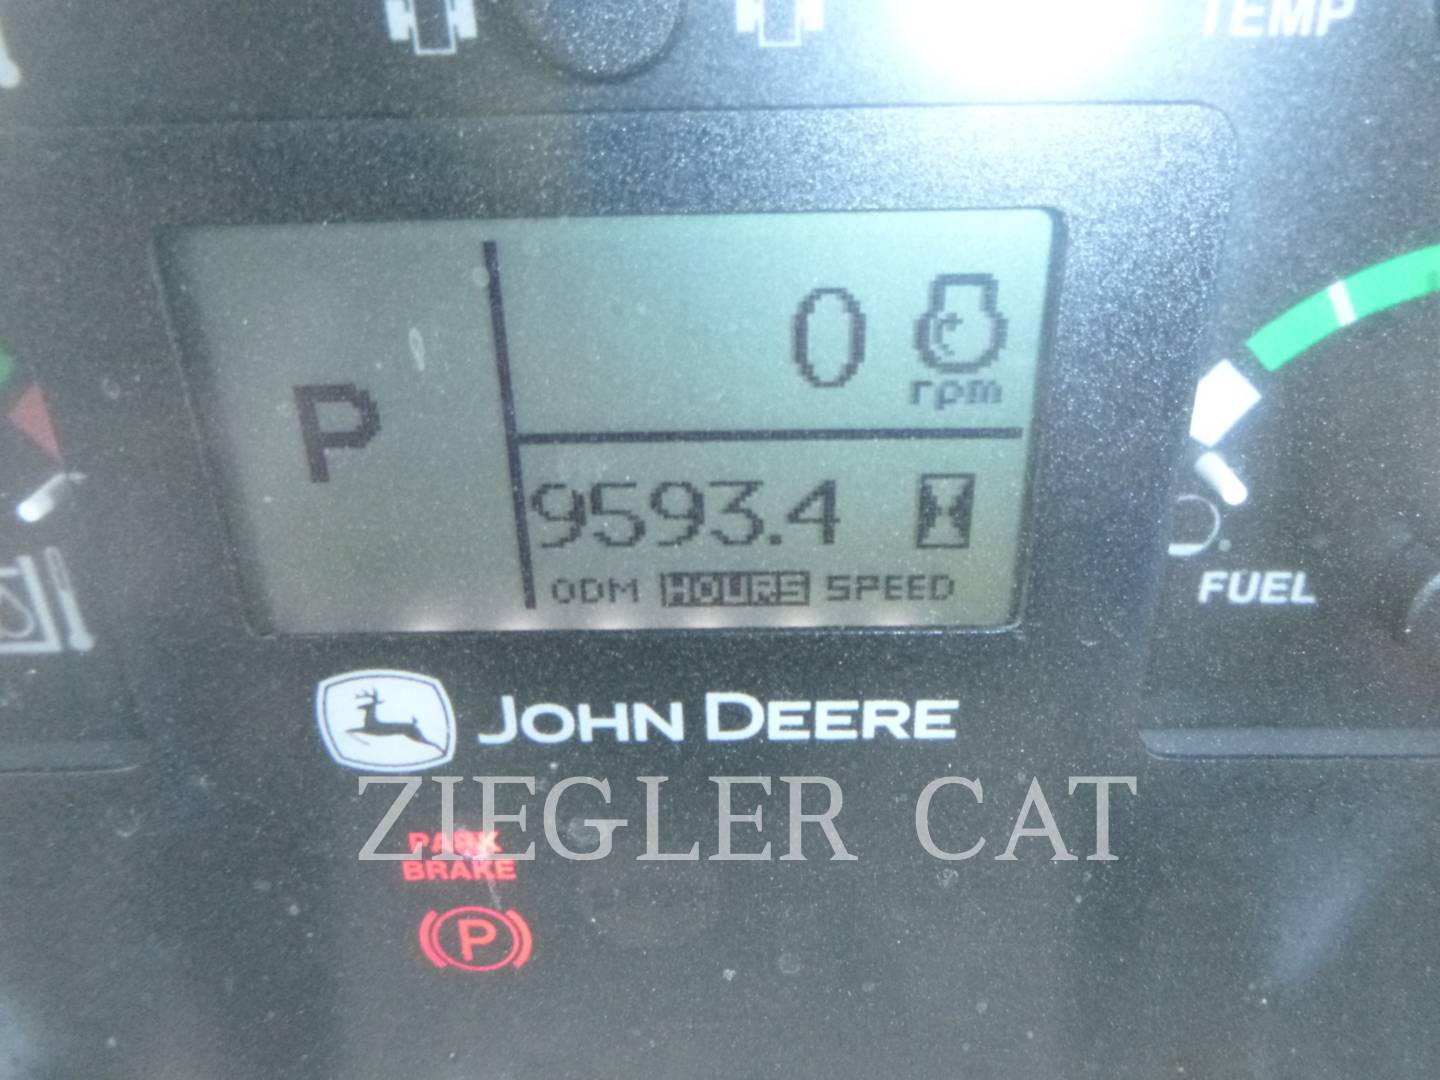 TEMP
0
rpm
P
9593.4
ODM HOURS SPEED
FUEL
JOHN DEERE
ZIEGLER CAT
PARK
BRAKE
(P)